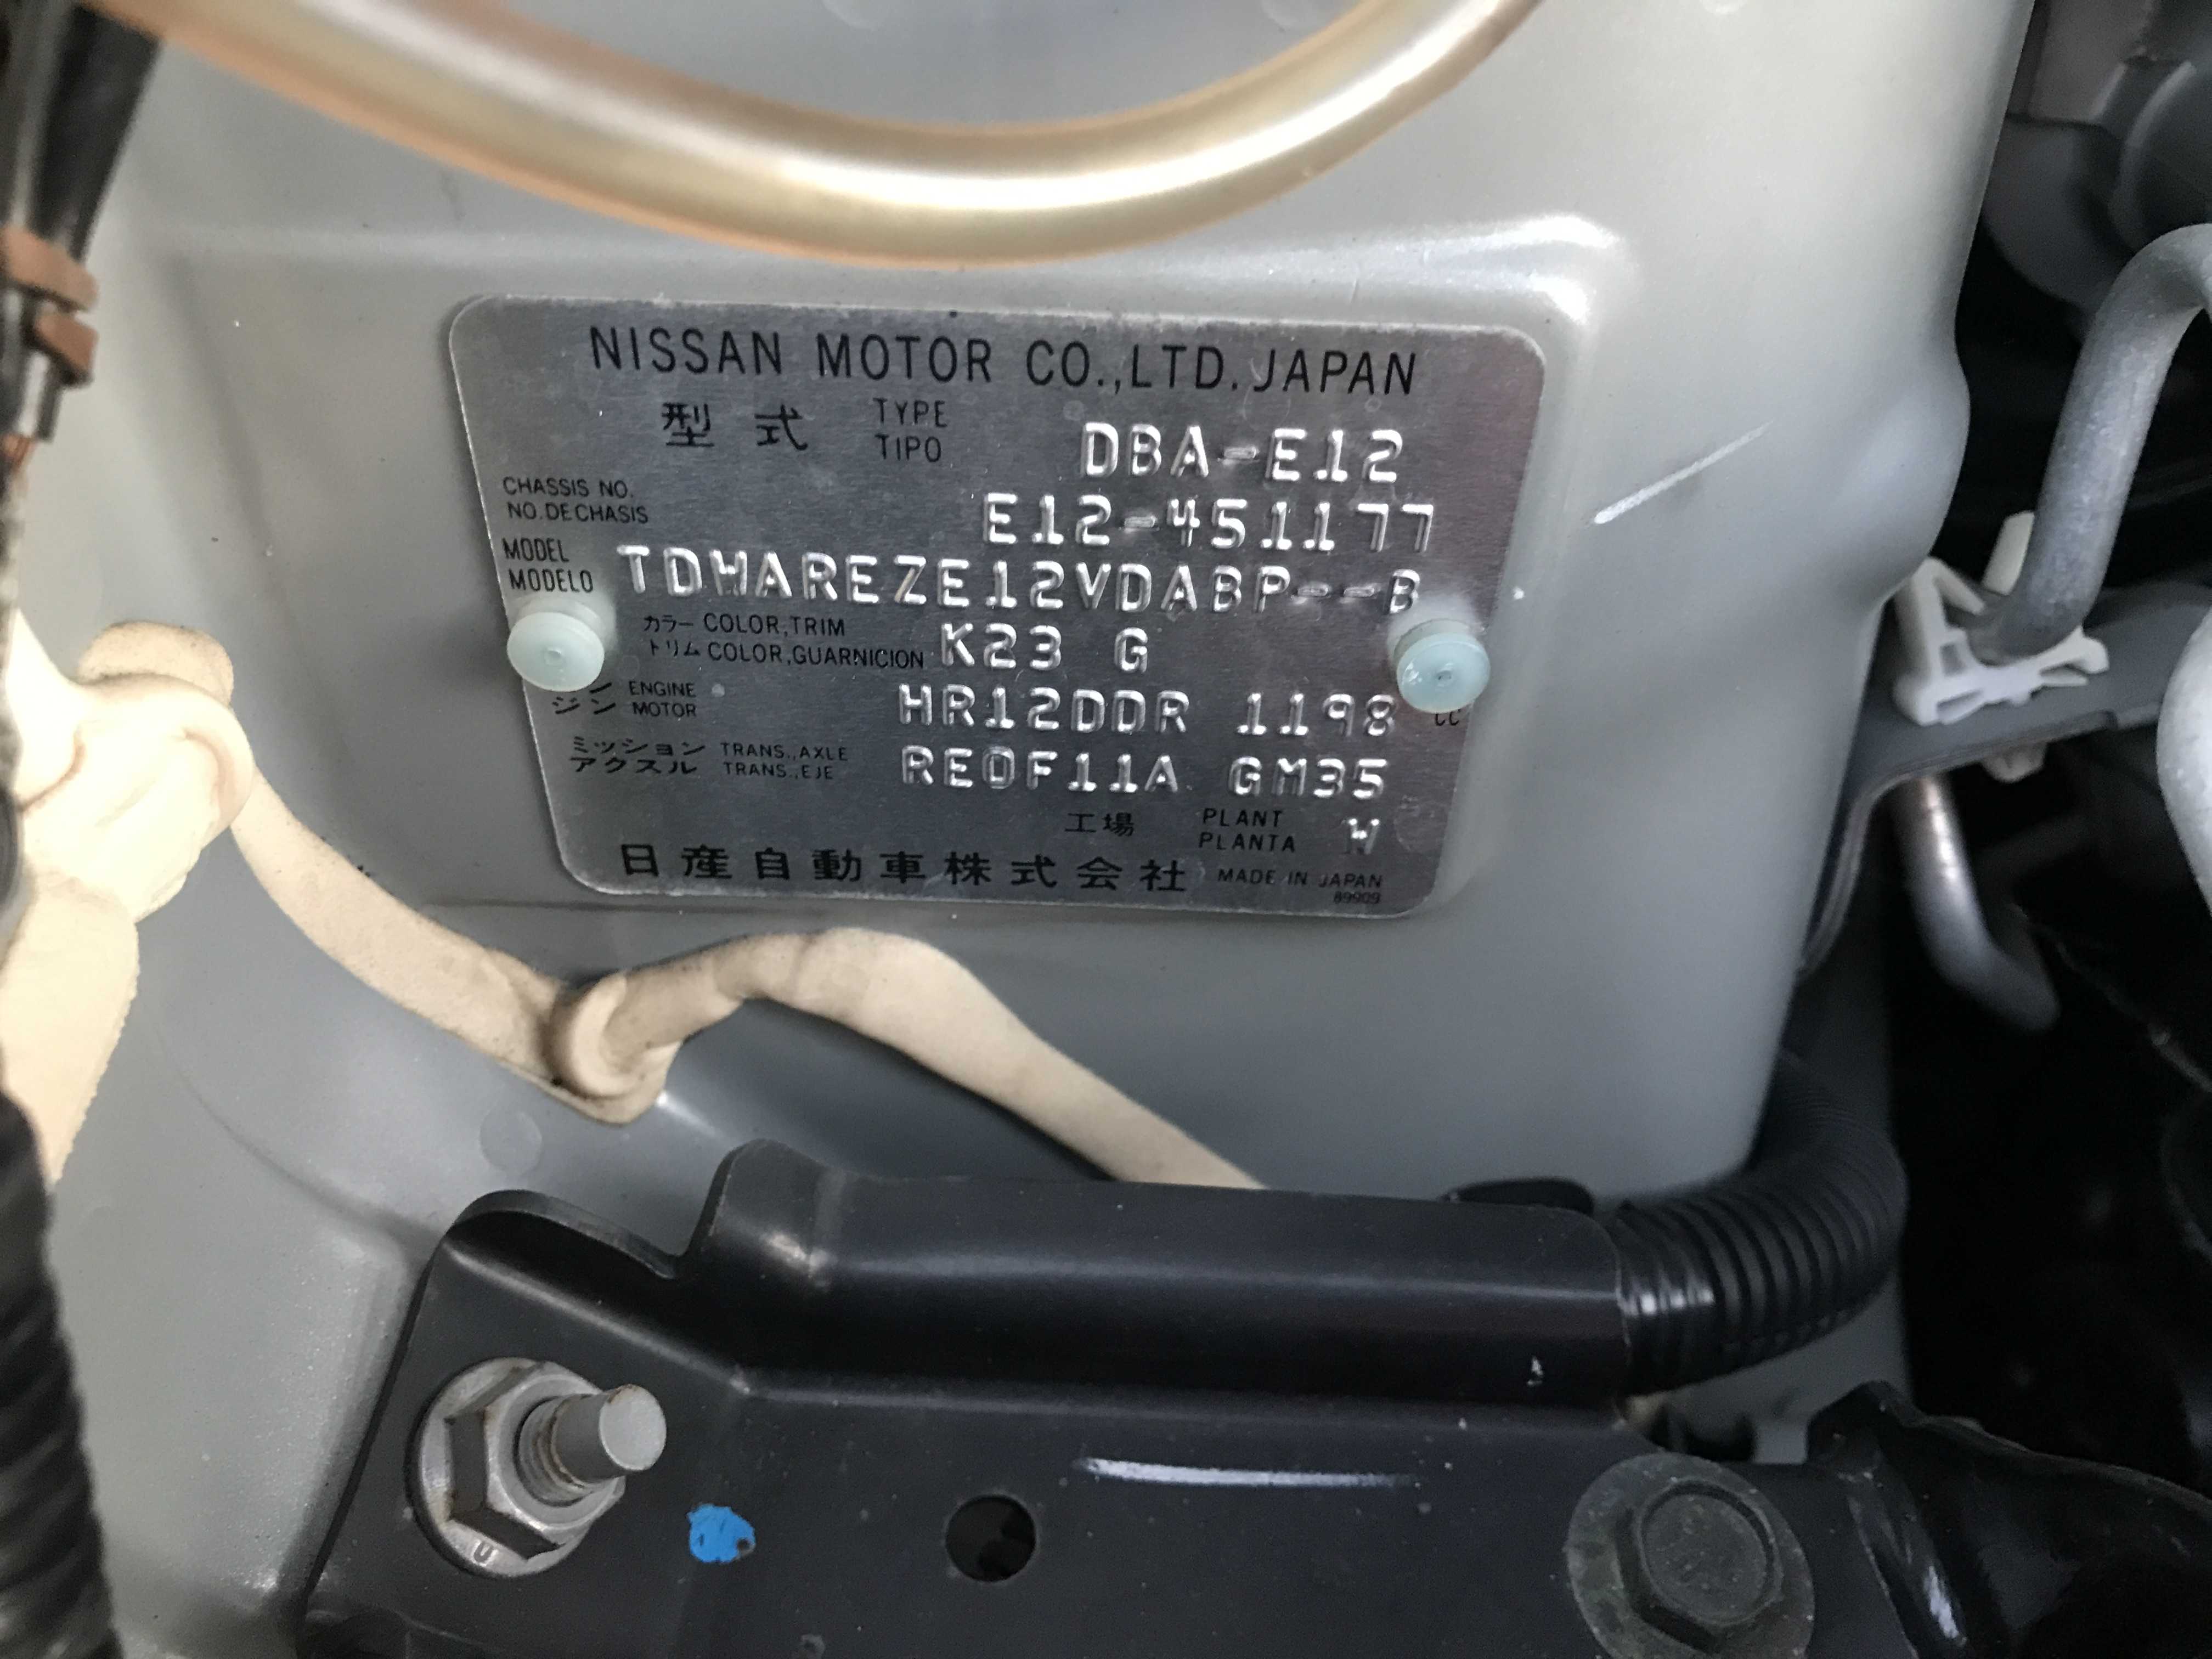 NISSAN MOTOR CO.,LTD.JAPAN
型式 TYPE TIPO DBA-E12
CHASSIS NO. NO.DE CHASIS E12-451177
MODEL MODELO TDHAREZE12VDABP---B
カラー COLOR,TRIM
トリム COLOR,GUARNICION K23 G
ジン ENGINE MOTOR HR12DDR 1198 CC
ミッション TRANS.,AXLE
アクスル TRANS.,EJE RE0F11A GM35
工場 PLANT PLANTA W
日産自動車株式会社 MADE IN JAPAN
89909
U